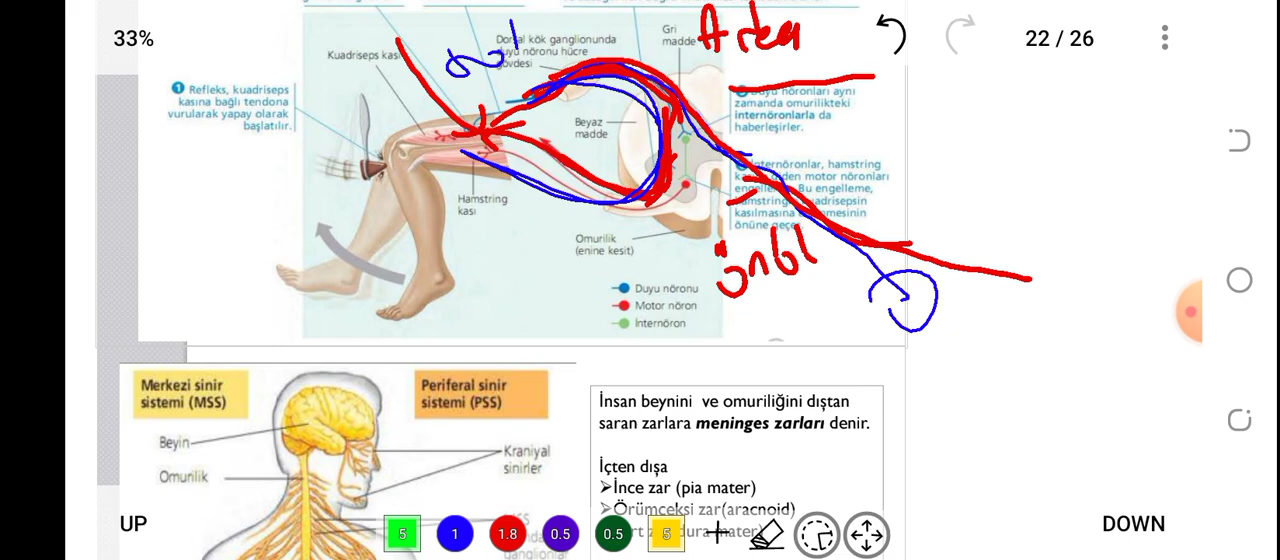 33%
22 / 26
Arka
Gri
madde
Kuadriseps kası
Dorsal kök ganglionunda
duyu nöronu hücre
gövdesi
1 Refleks, kuadriseps
kasına bağlı tendona
vurularak yapay olarak
başlatılır.
Duyu nöronları aynı
zamanda omurilikteki
internöronlarla da
haberleşirler.
Beyaz
madde
İnternöronlar, hamstring
giden motor nöronları
Bu engelleme,
kasılmasına
önüne geçer.
Hamstring
kası
Omurilik
(enine kesit)
Duyu nöronu
Motor nöron
İnternöron
Merkezi sinir
sistemi (MSS)
Periferal sinir
sistemi (PSS)
Beyin
Omurilik
Kraniyal
sinirler
İnsan beynini ve omuriliğini dıştan
saran zarlara meninges zarları denir.
İçten dışa
➢İnce zar (pia mater)
➢Örümceksi zar(aracnoid)
UP
5
1
1.8
0.5
0.5
5
DOWN